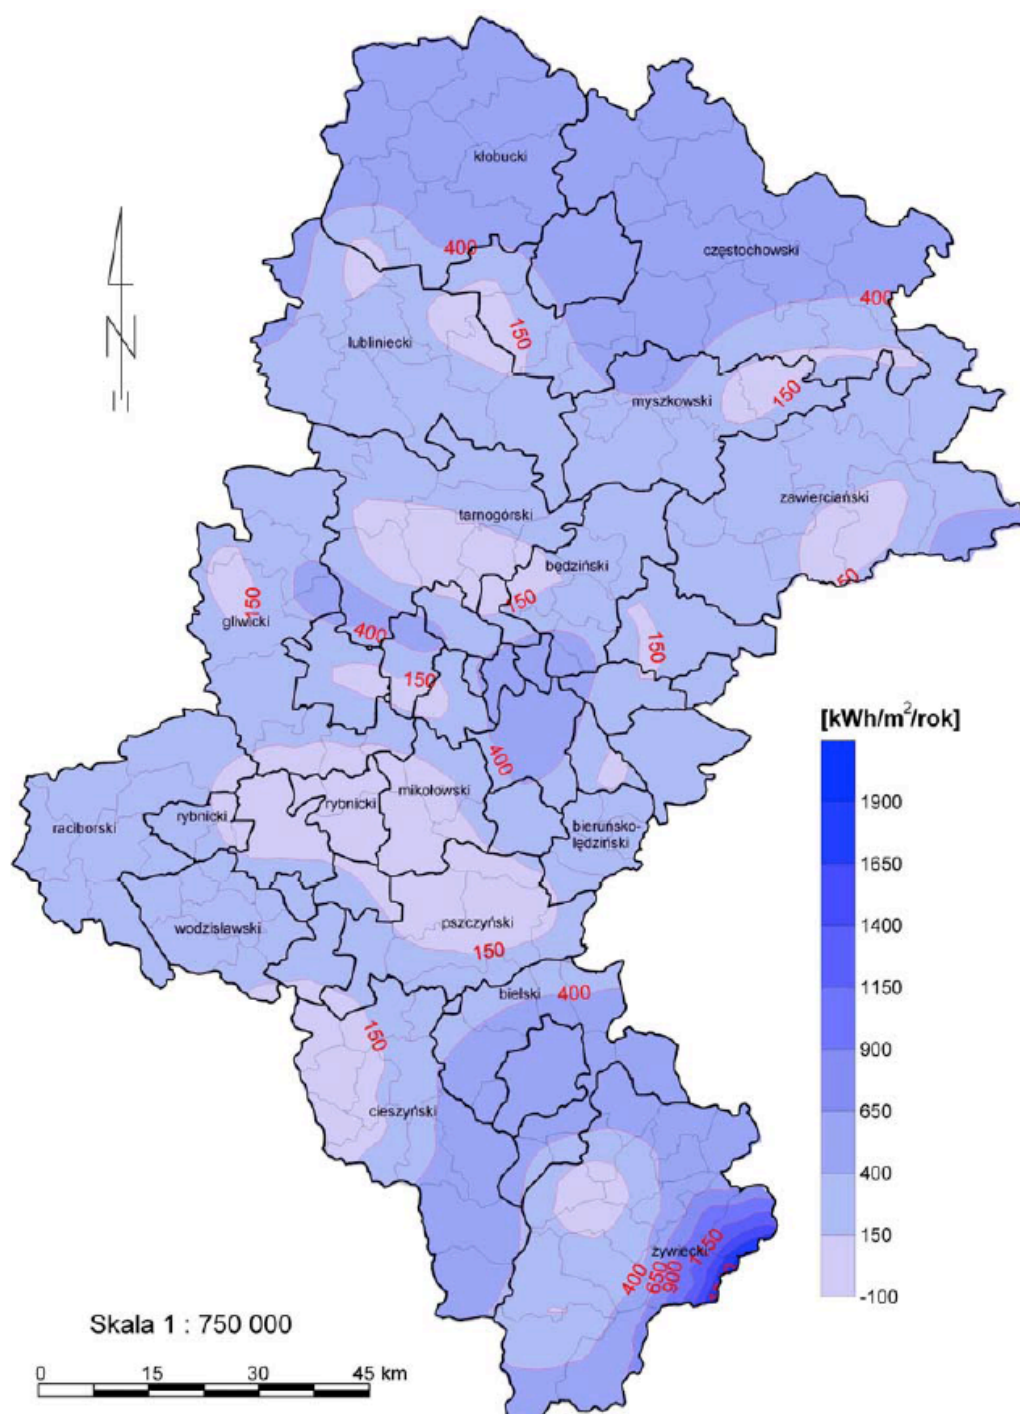 kłobucki
400
częstochowski
400
N
150
lubliniecki
150
myszkowski
zawierciański
tarnogórski
będziński
50
150
150
gliwicki
400
150
150
[kWh/m²/rok]
400
1900
mikołowski
rybnicki
rybnicki
raciborski
bieruńsko-
lędziński
1650
1400
pszczyński
wodzisławski
150
1150
bielski
400
150
900
cieszyński
650
400
150
żywiecki
400
650
900
-100
Skala 1 : 750 000
0 15 30 45 km